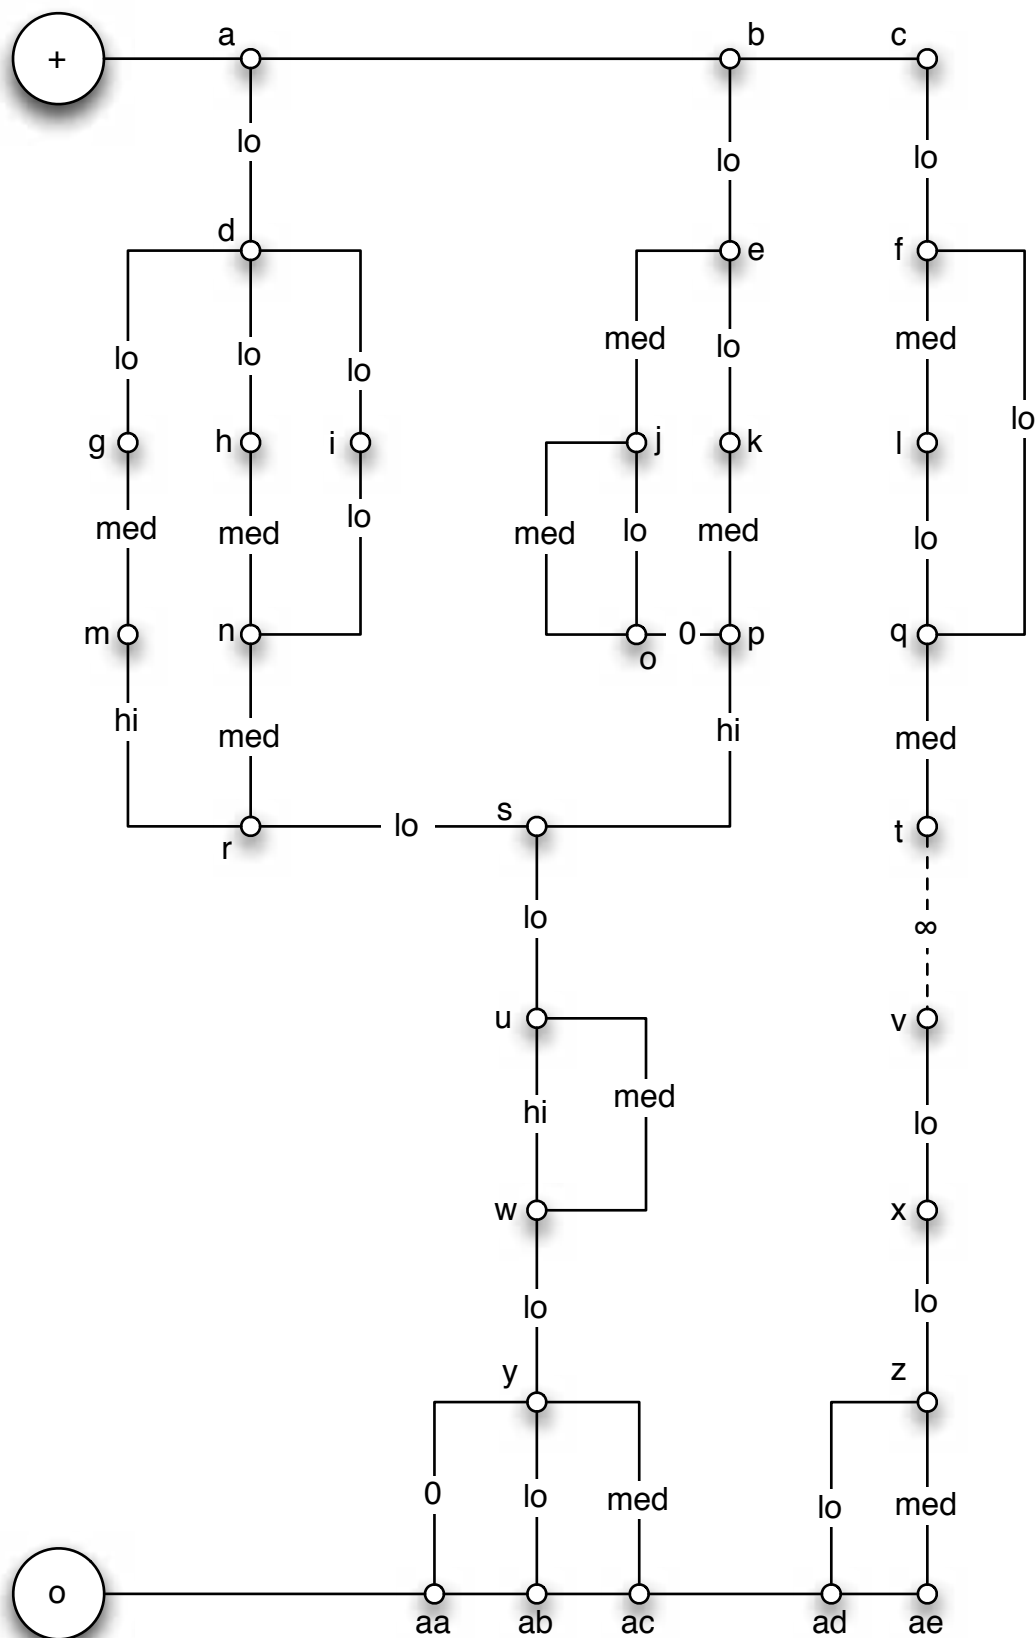 a b c
+
lo
lo lo
d
e f
med med
lo lo
lo lo
lo
g h i j k l
lo
med
med med lo med
lo
m n o p q
0
hi
hi
med med
s
lo
r t
lo
∞
u v
med
hi
lo
w x
lo
lo
y z
0 lo med lo med
o
aa ab ac ad ae